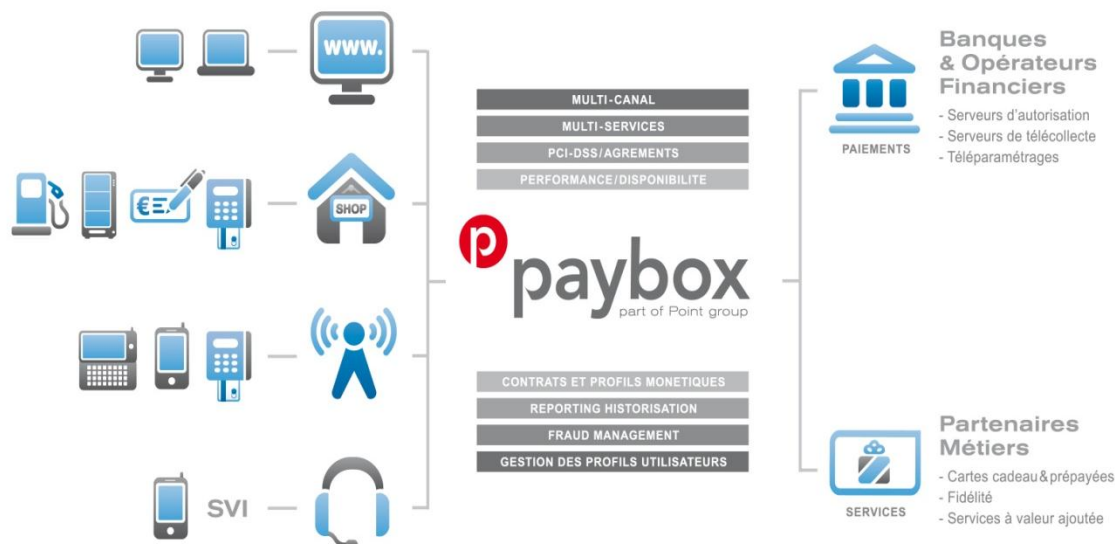 www.
SHOP
SVI
MULTI-CANAL
MULTI-SERVICES
PCI-DSS/AGREMENTS
PERFORMANCE/DISPONIBILITE
p
paybox
part of Point group
CONTRATS ET PROFILS MONETIQUES
REPORTING HISTORISATION
FRAUD MANAGEMENT
GESTION DES PROFILS UTILISATEURS
PAIEMENTS
Banques
& Opérateurs
Financiers
- Serveurs d'autorisation
- Serveurs de télécollecte
- Téléparamétrages
SERVICES
Partenaires
Métiers
- Cartes cadeau&prépayées
- Fidélité
- Services à valeur ajoutée